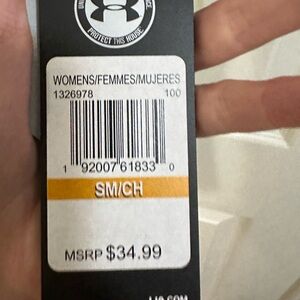 PROTECT THIS HOUSE
WOMENS/FEMMES/MUJERES
1326978 100
1 92007 61833 0
SM/CH
MSRP $34.99